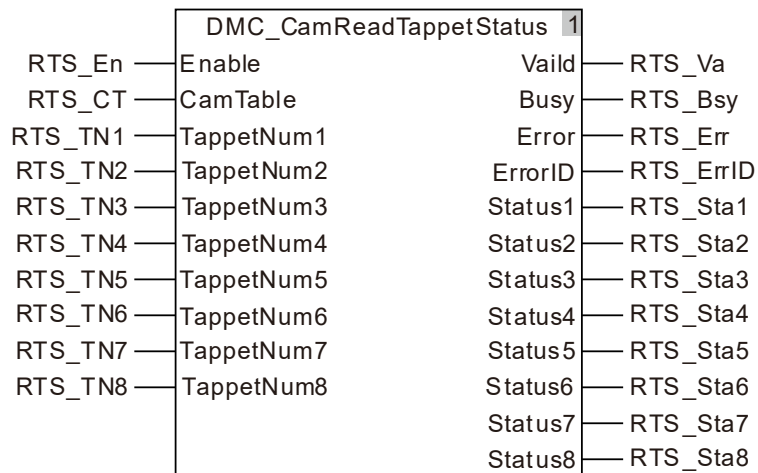 DMC_CamReadTappetStatus 1
RTS_En Enable Vaild RTS_Va
RTS_CT CamTable Busy RTS_Bsy
RTS_TN1 TappetNum1 Error RTS_Err
RTS_TN2 TappetNum2 ErrorID RTS_ErrID
RTS_TN3 TappetNum3 Status1 RTS_Sta1
RTS_TN4 TappetNum4 Status2 RTS_Sta2
RTS_TN5 TappetNum5 Status3 RTS_Sta3
RTS_TN6 TappetNum6 Status4 RTS_Sta4
RTS_TN7 TappetNum7 Status5 RTS_Sta5
RTS_TN8 TappetNum8 Status6 RTS_Sta6
Status7 RTS_Sta7
Status8 RTS_Sta8